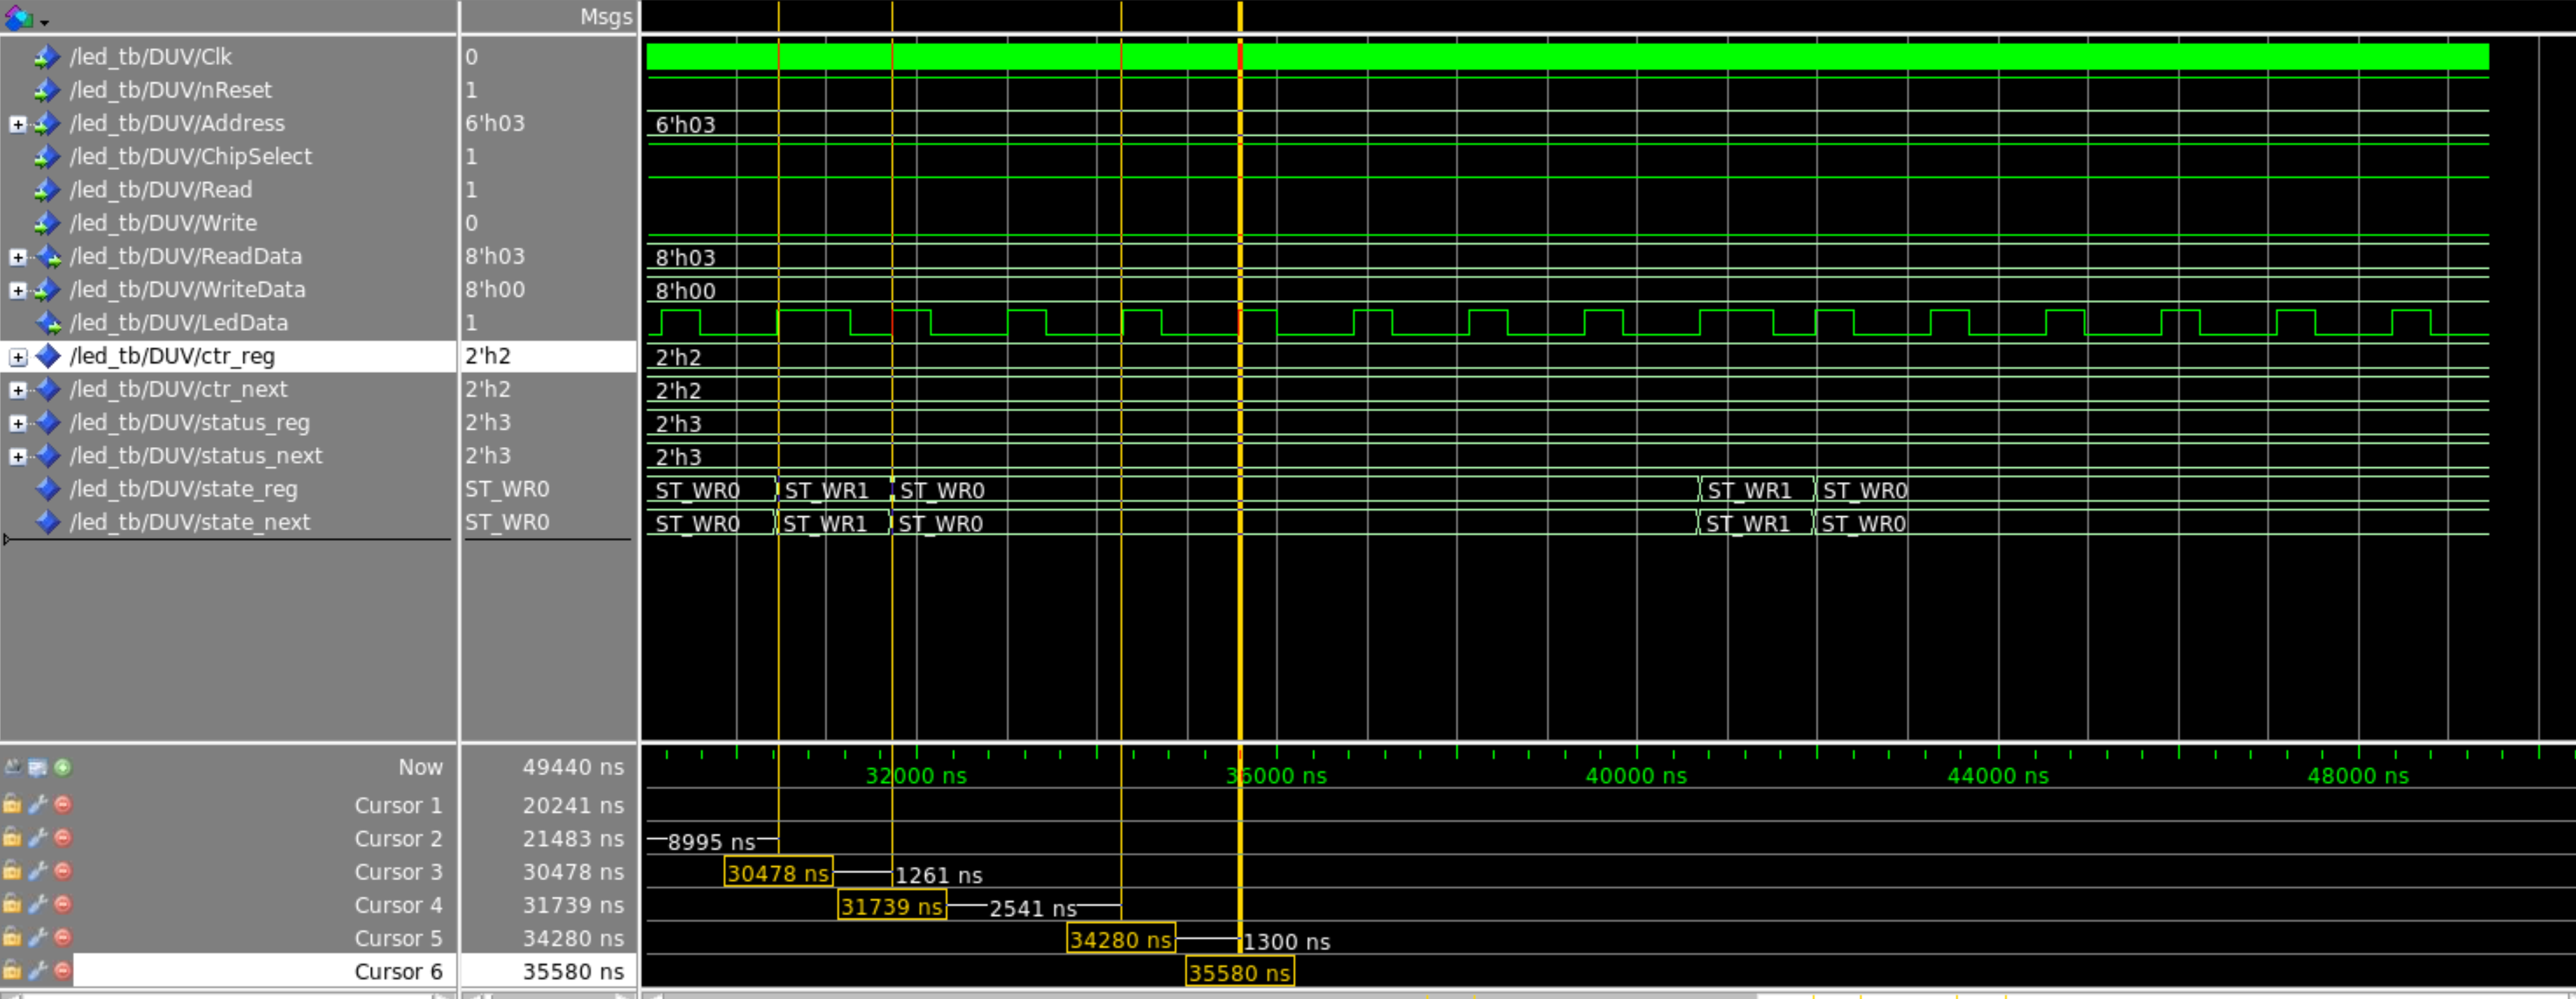 Msgs
/led_tb/DUV/Clk 0
/led_tb/DUV/nReset 1
/led_tb/DUV/Address 6'h03 6'h03
/led_tb/DUV/ChipSelect 1
/led_tb/DUV/Read 1
/led_tb/DUV/Write 0
/led_tb/DUV/ReadData 8'h03 8'h03
/led_tb/DUV/WriteData 8'h00 8'h00
/led_tb/DUV/LedData 1
/led_tb/DUV/ctr_reg 2'h2 2'h2
/led_tb/DUV/ctr_next 2'h2 2'h2
/led_tb/DUV/status_reg 2'h3 2'h3
/led_tb/DUV/status_next 2'h3 2'h3
/led_tb/DUV/state_reg ST_WR0 ST_WR0 ST_WR1 ST_WR0 ST_WR1 ST_WR0
/led_tb/DUV/state_next ST_WR0 ST_WR0 ST_WR1 ST_WR0 ST_WR1 ST_WR0
Now 49440 ns 32000 ns 36000 ns 40000 ns 44000 ns 48000 ns
Cursor 1 20241 ns
Cursor 2 21483 ns 8995 ns
Cursor 3 30478 ns 30478 ns 1261 ns
Cursor 4 31739 ns 31739 ns 2541 ns
Cursor 5 34280 ns 34280 ns 1300 ns
Cursor 6 35580 ns 35580 ns